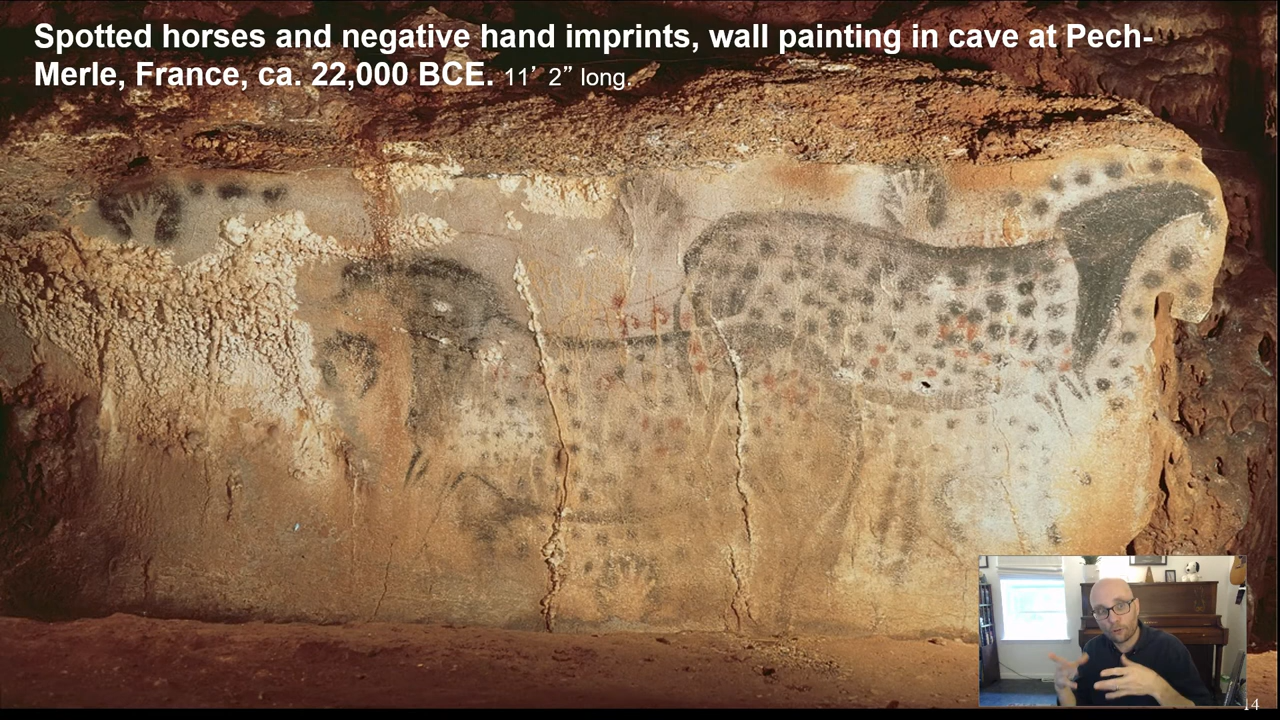 Spotted horses and negative hand imprints, wall painting in cave at Pech-
Merle, France, ca. 22,000 BCE. 11’ 2” long.
14